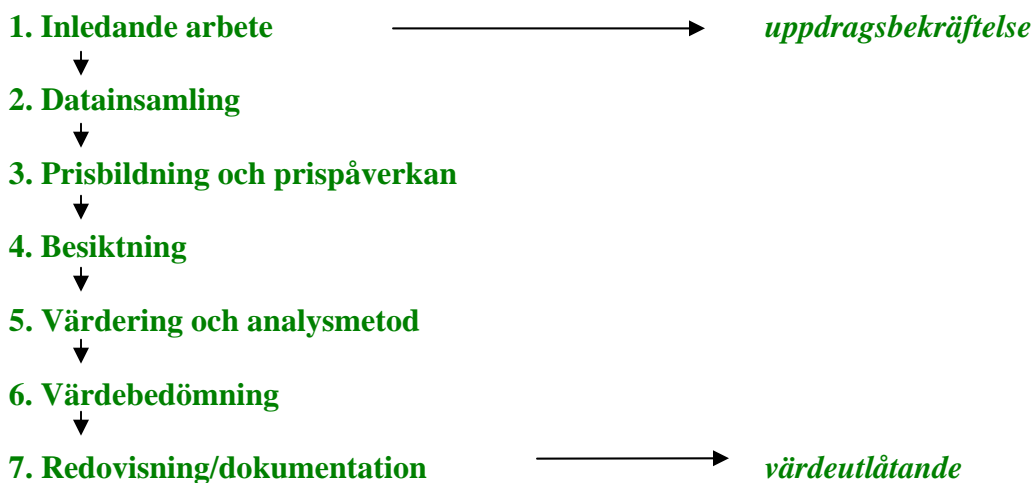 1. Inledande arbete uppdragsbekräftelse
2. Datainsamling
3. Prisbildning och prispåverkan
4. Besiktning
5. Värdering och analysmetod
6. Värdebedömning
7. Redovisning/dokumentation värdeutlåtande